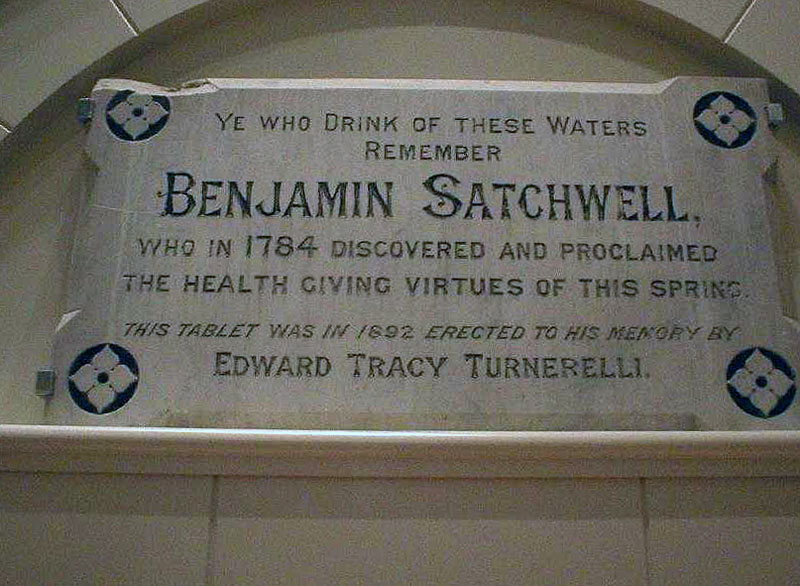 Ye who Drink of these Waters
remember
Benjamin Satchwell,
who in 1784 discovered and proclaimed
the health giving virtues of this spring.
This tablet was in 1892 erected to his memory by
Edward Tracy Turnerelli.